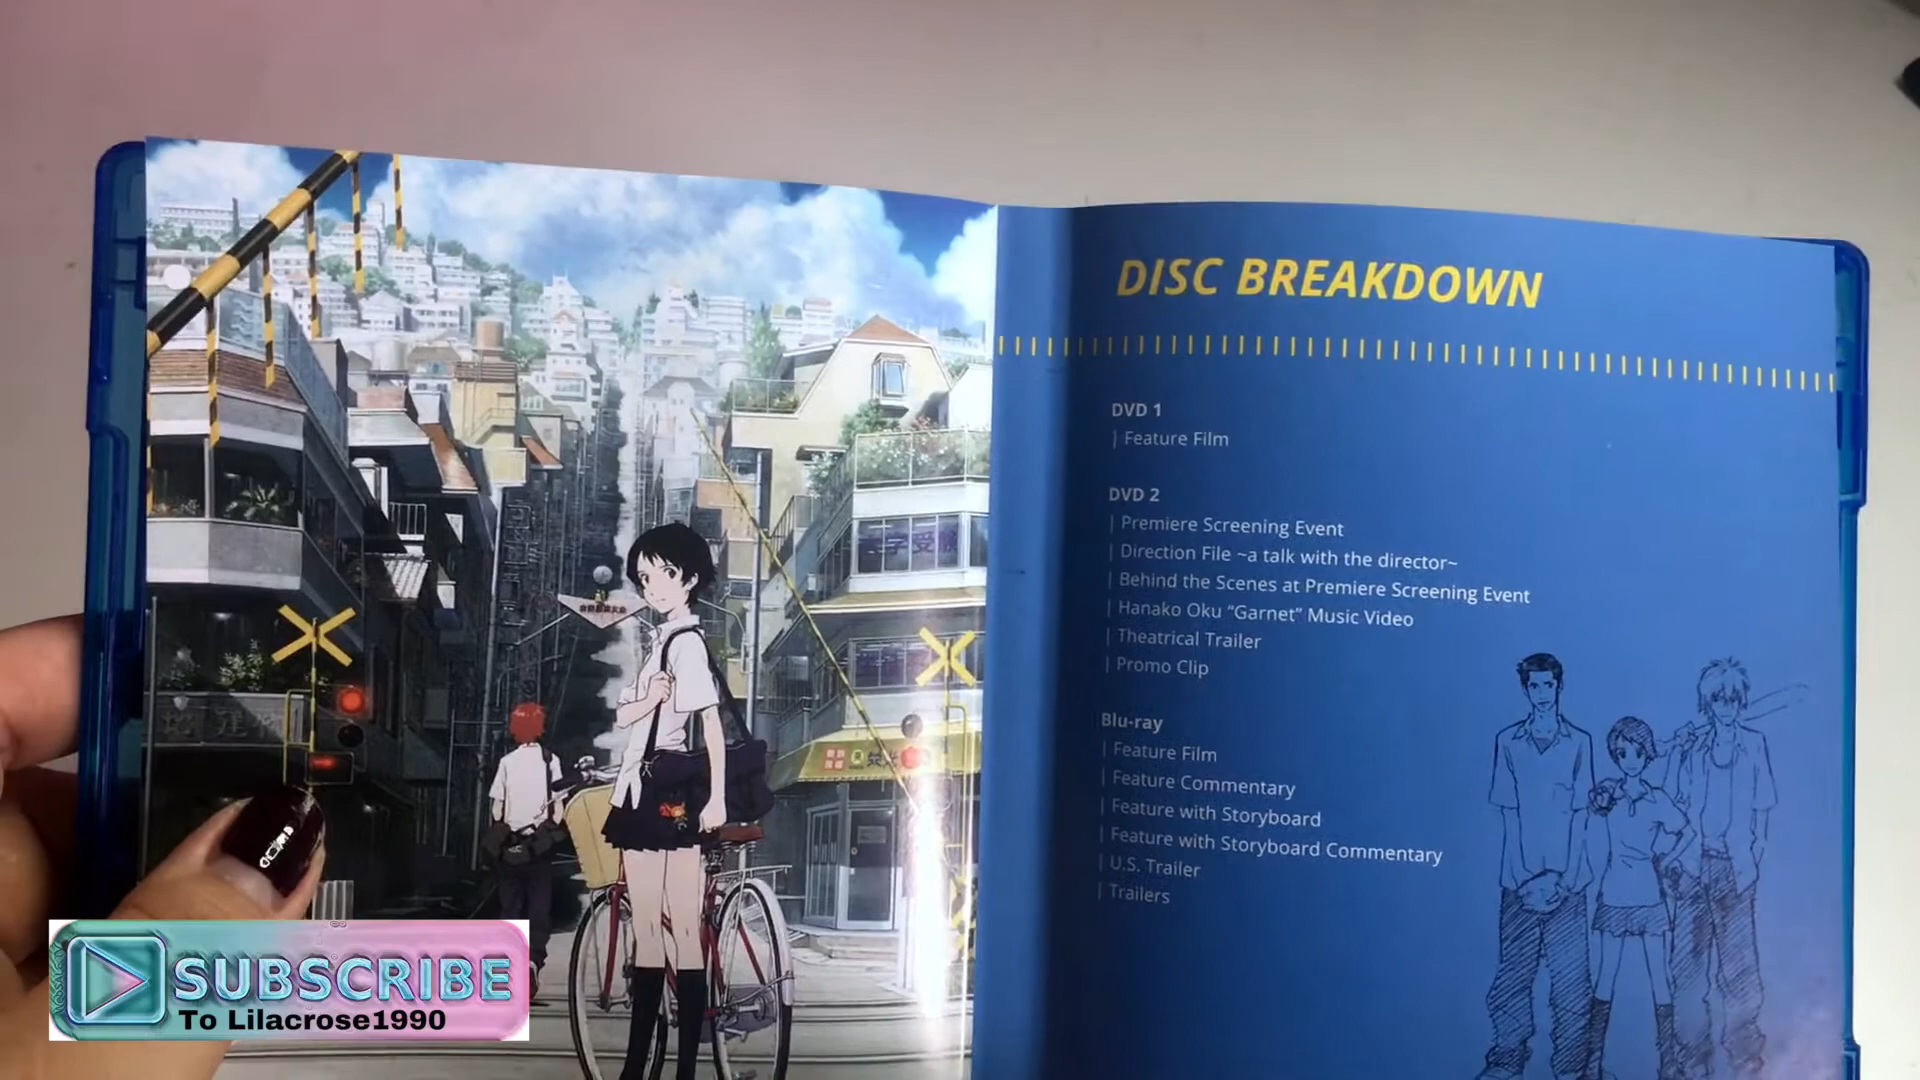 DISC BREAKDOWN
DVD 1
| Feature Film
DVD 2
| Premiere Screening Event
| Direction File ~a talk with the director~
| Behind the Scenes at Premiere Screening Event
| Hanako Oku "Garnet" Music Video
| Theatrical Trailer
| Promo Clip
Blu-ray
| Feature Film
| Feature Commentary
| Feature with Storyboard
| Feature with Storyboard Commentary
| U.S. Trailer
| Trailers
SUBSCRIBE
To Lilacrose1990